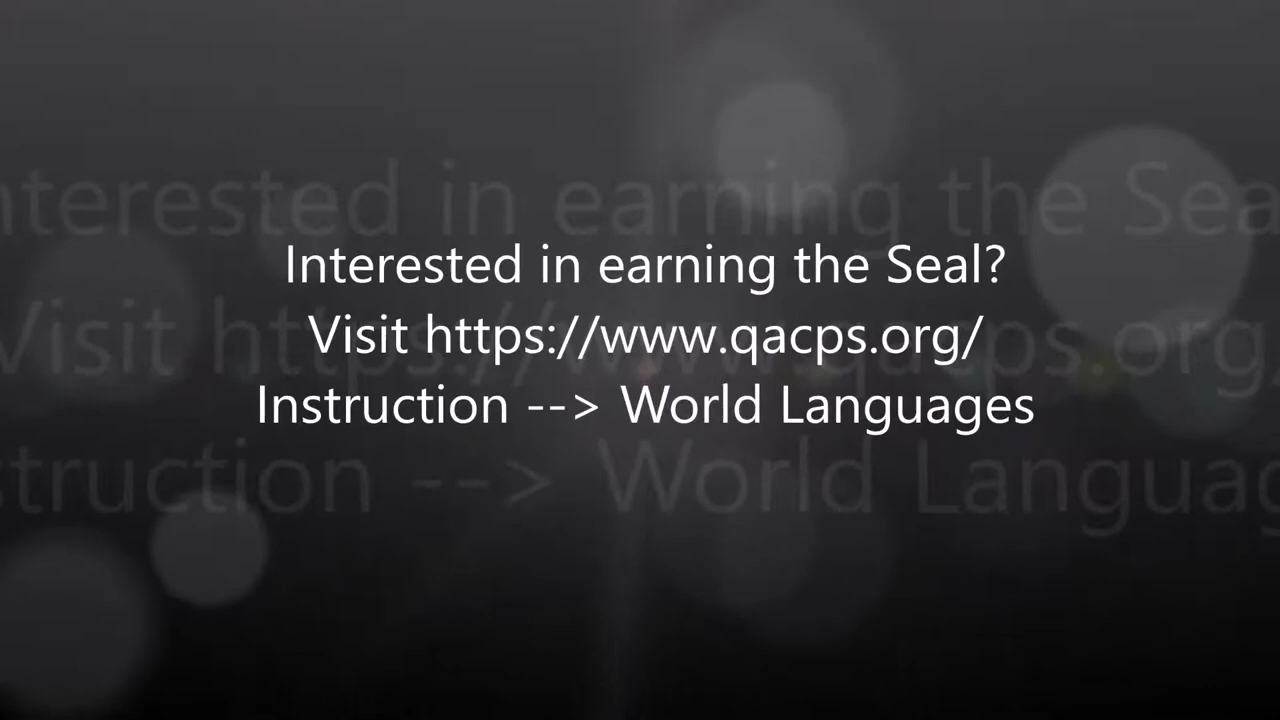 Interested in earning the Seal?
Visit https://www.qacps.org/
Instruction --> World Languages